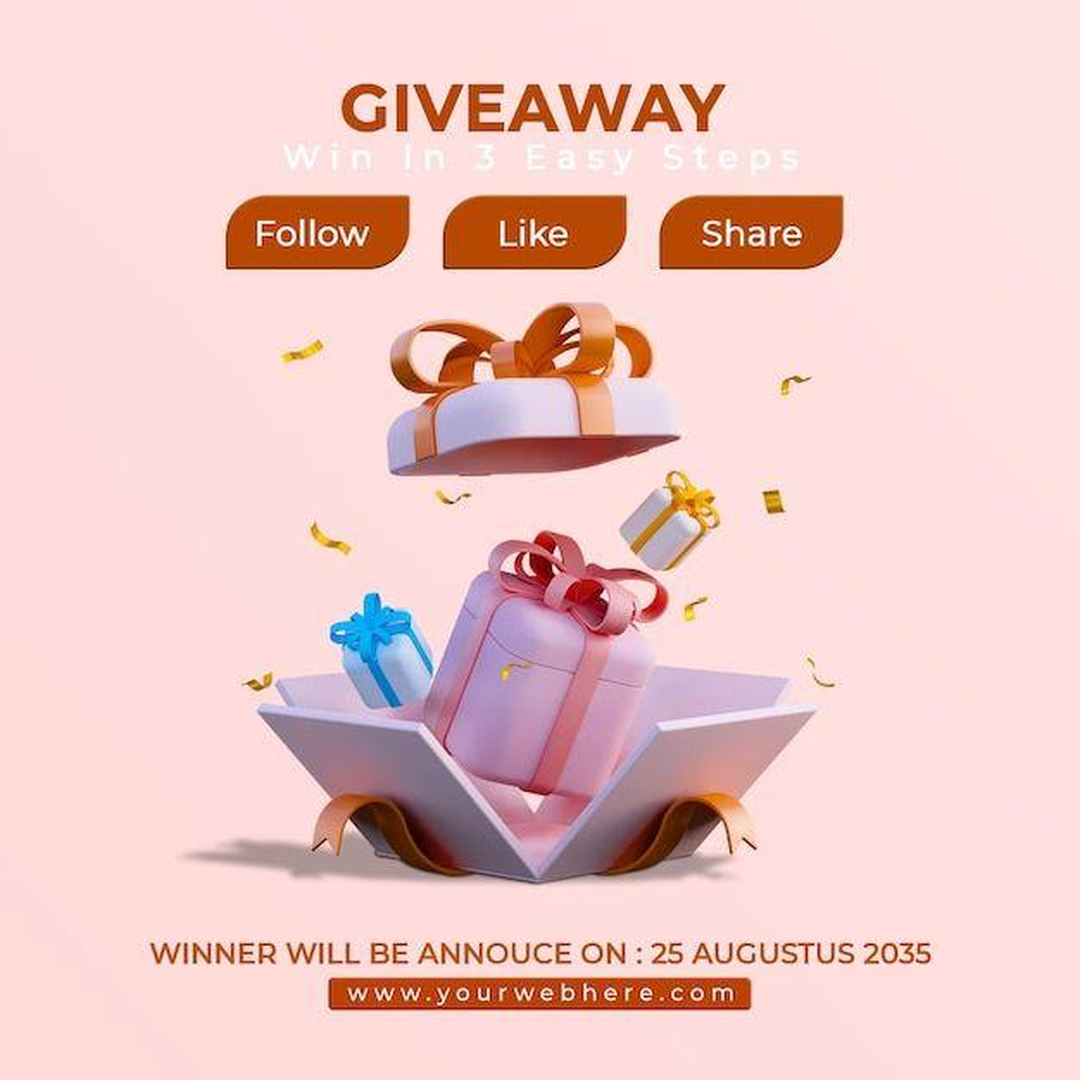 GIVEAWAY
Win In 3 Easy Steps
Follow Like Share
WINNER WILL BE ANNOUCE ON : 25 AUGUSTUS 2035
www.yourwebhere.com